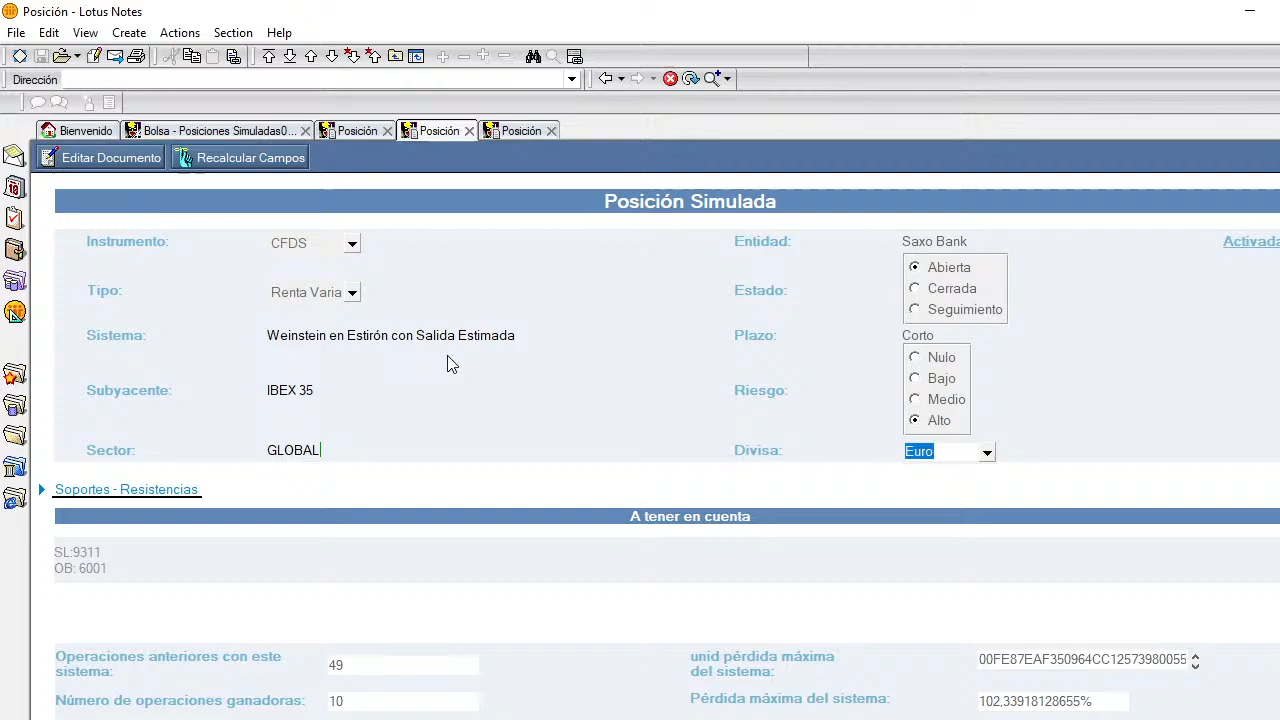 Posición - Lotus Notes
File Edit View Create Actions Section Help
Dirección
Bienvenido Bolsa - Posiciones Simuladas0... Posición Posición Posición
Editar Documento Recalcular Campos
Posición Simulada
Instrumento: CFDS Entidad: Saxo Bank Activada
Abierta
Tipo: Renta Varia Estado: Cerrada
Seguimiento
Sistema: Weinstein en Estirón con Salida Estimada Plazo: Corto
Nulo
Bajo
Subyacente: IBEX 35 Riesgo:
Medio
Alto
Sector: GLOBAL Divisa: Euro
Soportes - Resistencias
A tener en cuenta
SL:9311
OB: 6001
Operaciones anteriores con este sistema: 49 unid pérdida máxima del sistema: 00FE87EAF350964CC12573980055
Número de operaciones ganadoras: 10 Pérdida máxima del sistema: 102,33918128655%